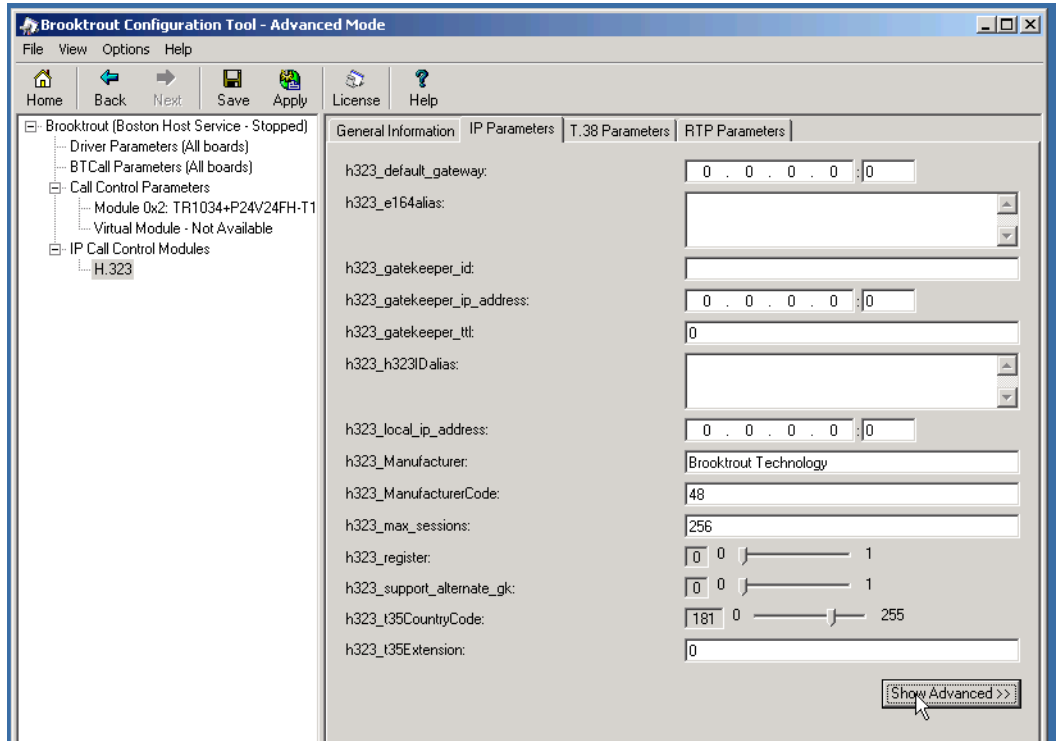 Brooktrout Configuration Tool - Advanced Mode
File View Options Help
Home Back Next Save Apply License Help
Brooktrout (Boston Host Service - Stopped)
Driver Parameters (All boards)
BTCall Parameters (All boards)
Call Control Parameters
Module 0x2: TR1034+P24V24FH-T1
Virtual Module - Not Available
IP Call Control Modules
H.323
General Information IP Parameters T.38 Parameters RTP Parameters
h323_default_gateway: 0 . 0 . 0 . 0 : 0
h323_e164alias:
h323_gatekeeper_id:
h323_gatekeeper_ip_address: 0 . 0 . 0 . 0 : 0
h323_gatekeeper_ttl: 0
h323_h323IDalias:
h323_local_ip_address: 0 . 0 . 0 . 0 : 0
h323_Manufacturer: Brooktrout Technology
h323_ManufacturerCode: 48
h323_max_sessions: 256
h323_register: 0 0 1
h323_support_alternate_gk: 0 0 1
h323_t35CountryCode: 181 0 255
h323_t35Extension: 0
Show Advanced >>